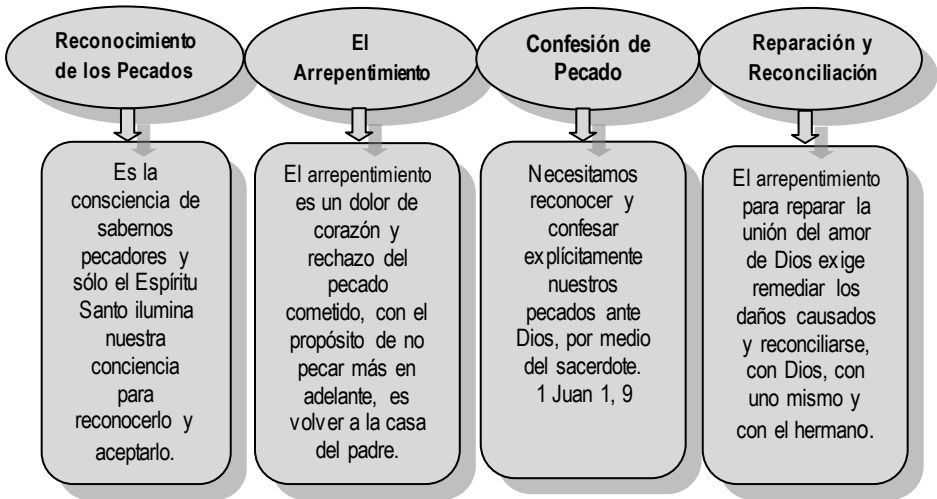 Reconocimiento
de los Pecados
Es la
consciencia de
sabernos
pecadores y
sólo el Espíritu
Santo ilumina
nuestra
conciencia
para
reconocerlo y
aceptarlo.
El
Arrepentimiento
El arrepentimiento
es un dolor de
corazón y
rechazo del
pecado
cometido, con el
propósito de no
pecar más en
adelante, es
volver a la casa
del padre.
Confesión de
Pecado
Necesitamos
reconocer y
confesar
explícitamente
nuestros
pecados ante
Dios, por medio
del sacerdote.
1 Juan 1, 9
Reparación y
Reconciliación
El arrepentimiento
para reparar la
unión del amor
de Dios exige
remediar los
daños causados
y reconciliarse,
con Dios, con
uno mismo y
con el hermano.